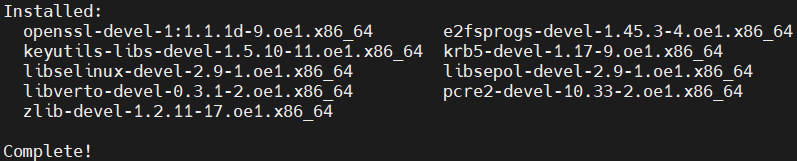 Installed:
openssl-devel-1:1.1.1d-9.oe1.x86_64 e2fsprogs-devel-1.45.3-4.oe1.x86_64
keyutils-libs-devel-1.5.10-11.oe1.x86_64 krb5-devel-1.17-9.oe1.x86_64
libselinux-devel-2.9-1.oe1.x86_64 libsepol-devel-2.9-1.oe1.x86_64
libverto-devel-0.3.1-2.oe1.x86_64 pcre2-devel-10.33-2.oe1.x86_64
zlib-devel-1.2.11-17.oe1.x86_64
Complete!